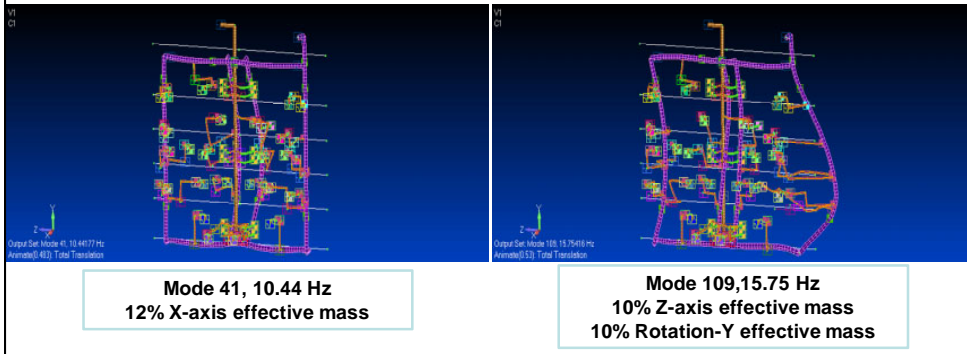 V1
C1
Y
Z X
Output Set: Mode 41, 10.44177 Hz
Animate(0.483): Total Translation
V1
C1
Y
Z X
Output Set: Mode 109, 15.75416 Hz
Animate(0.53): Total Translation
Mode 41, 10.44 Hz
12% X-axis effective mass
Mode 109,15.75 Hz
10% Z-axis effective mass
10% Rotation-Y effective mass